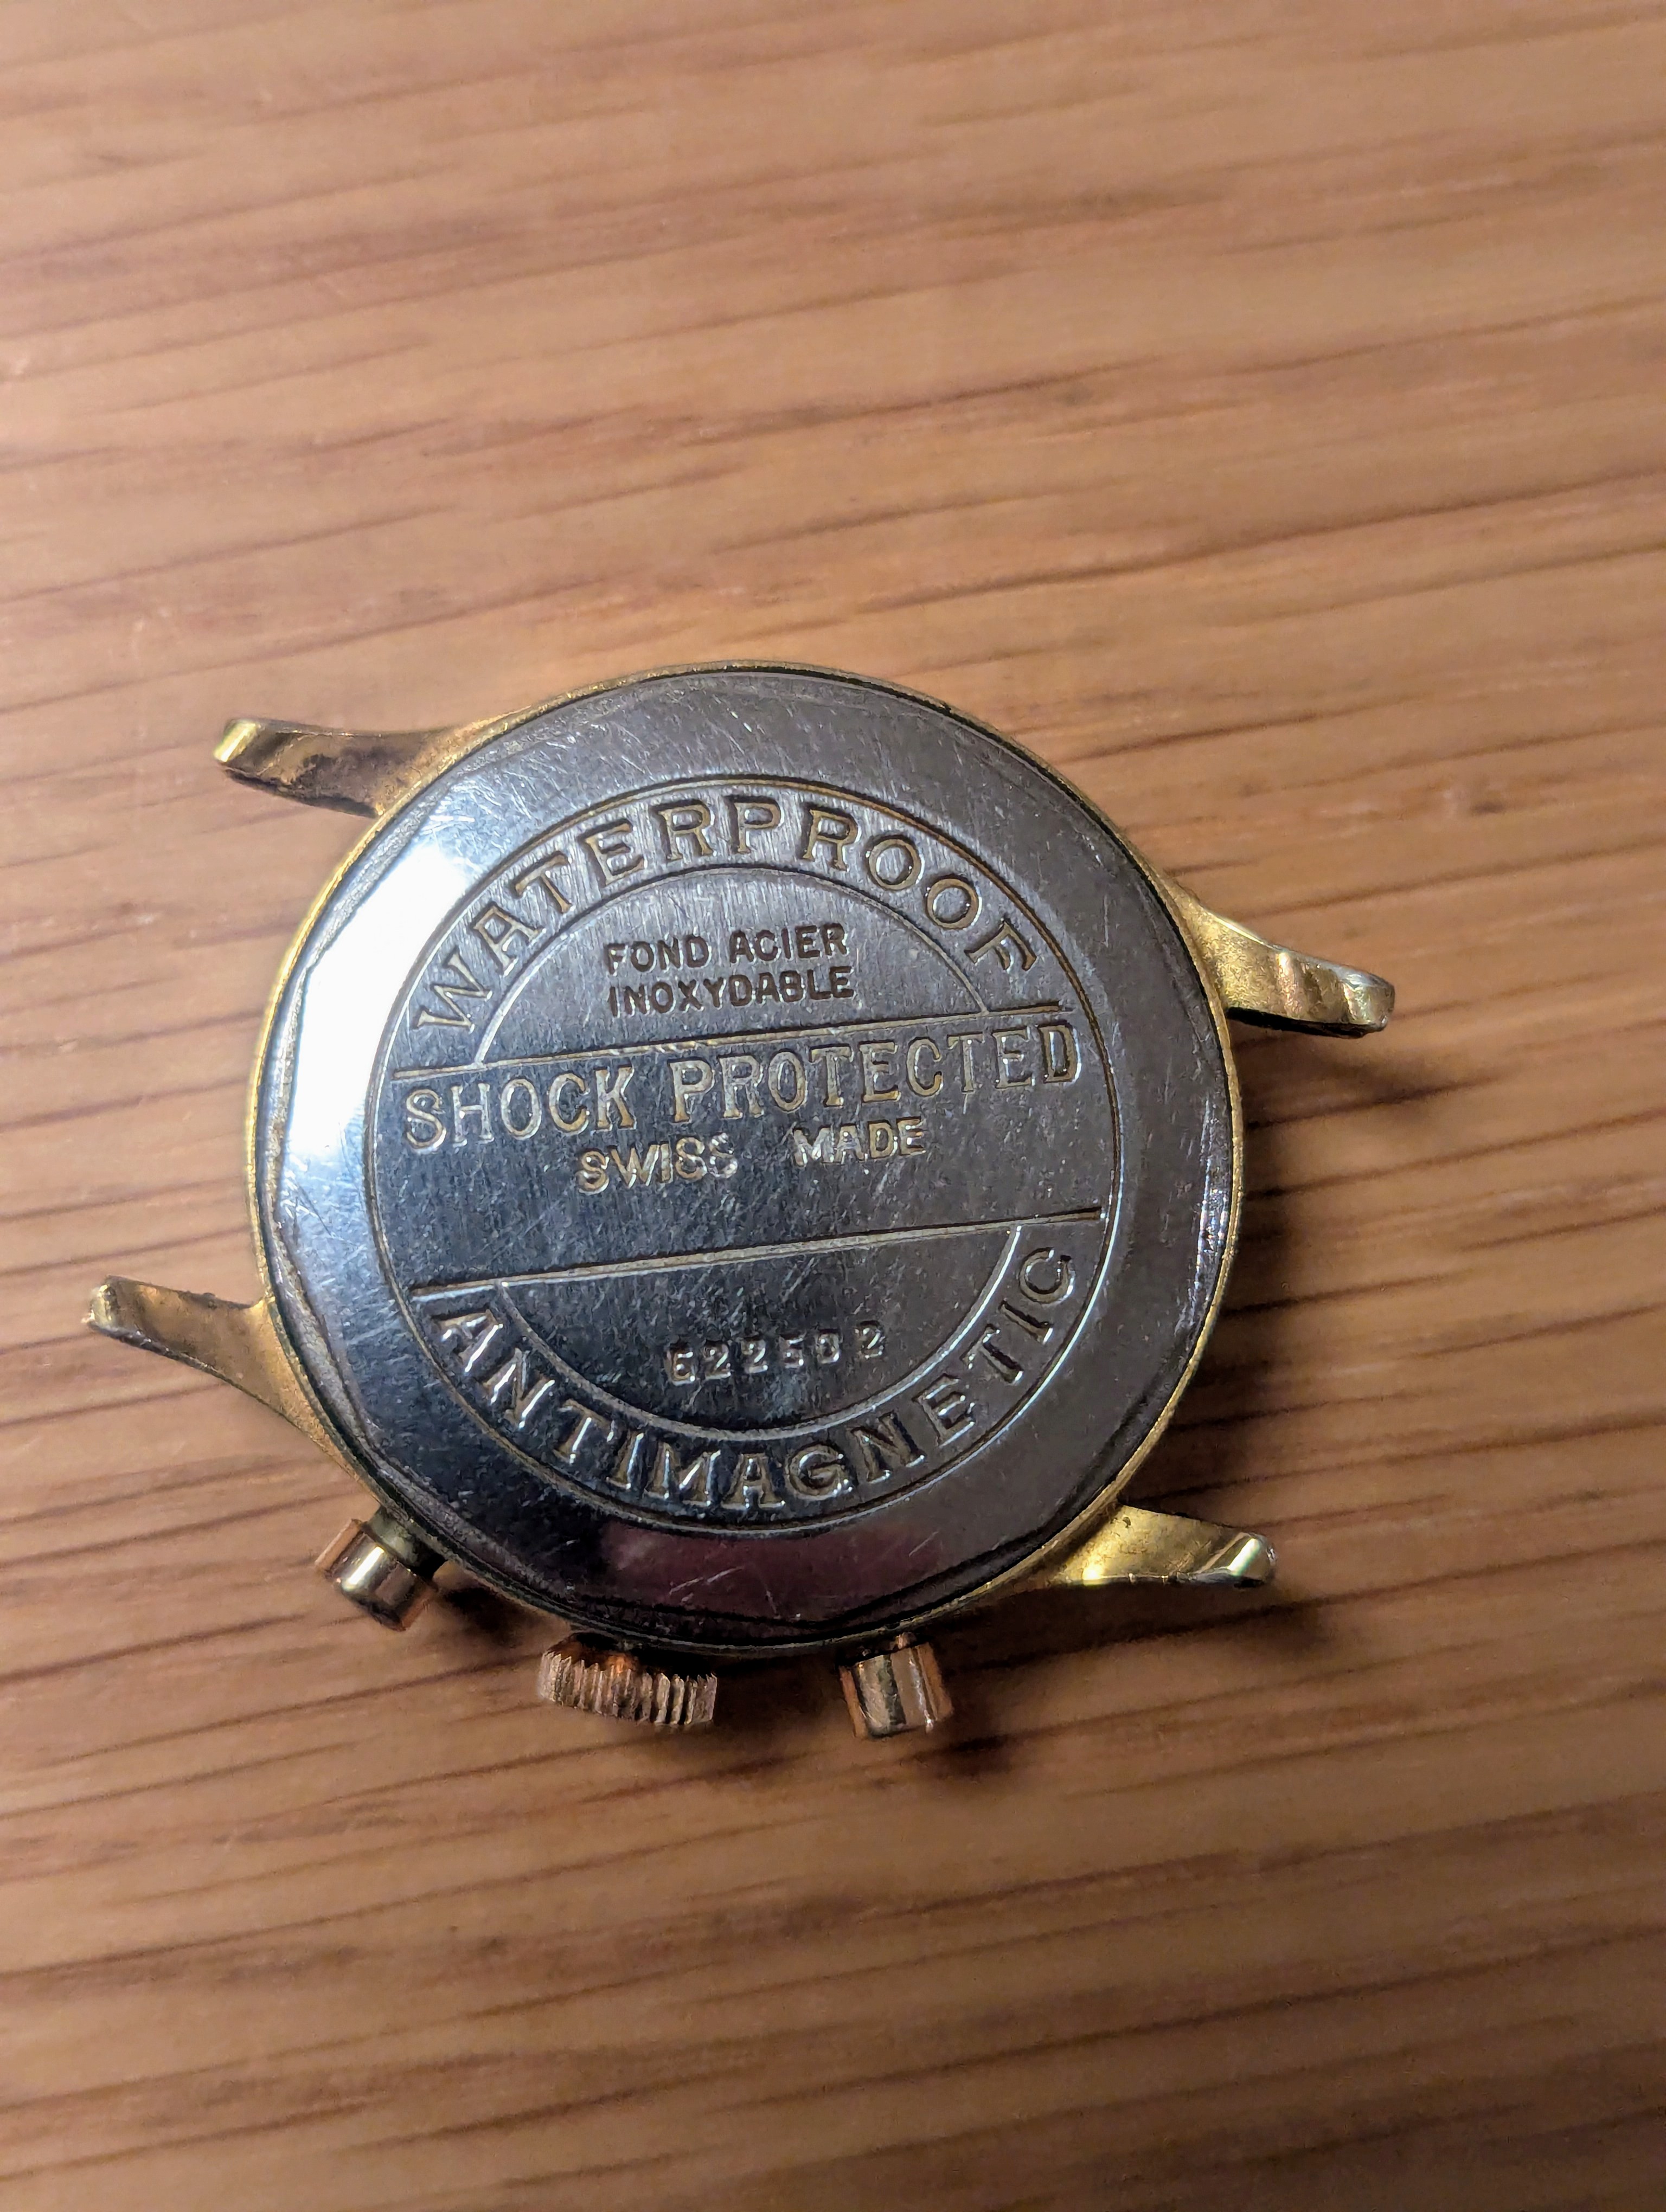 WATERPROOF
FOND ACIER
INOXYDABLE
SHOCK PROTECTED
SWISS MADE
622502
ANTIMAGNETIC